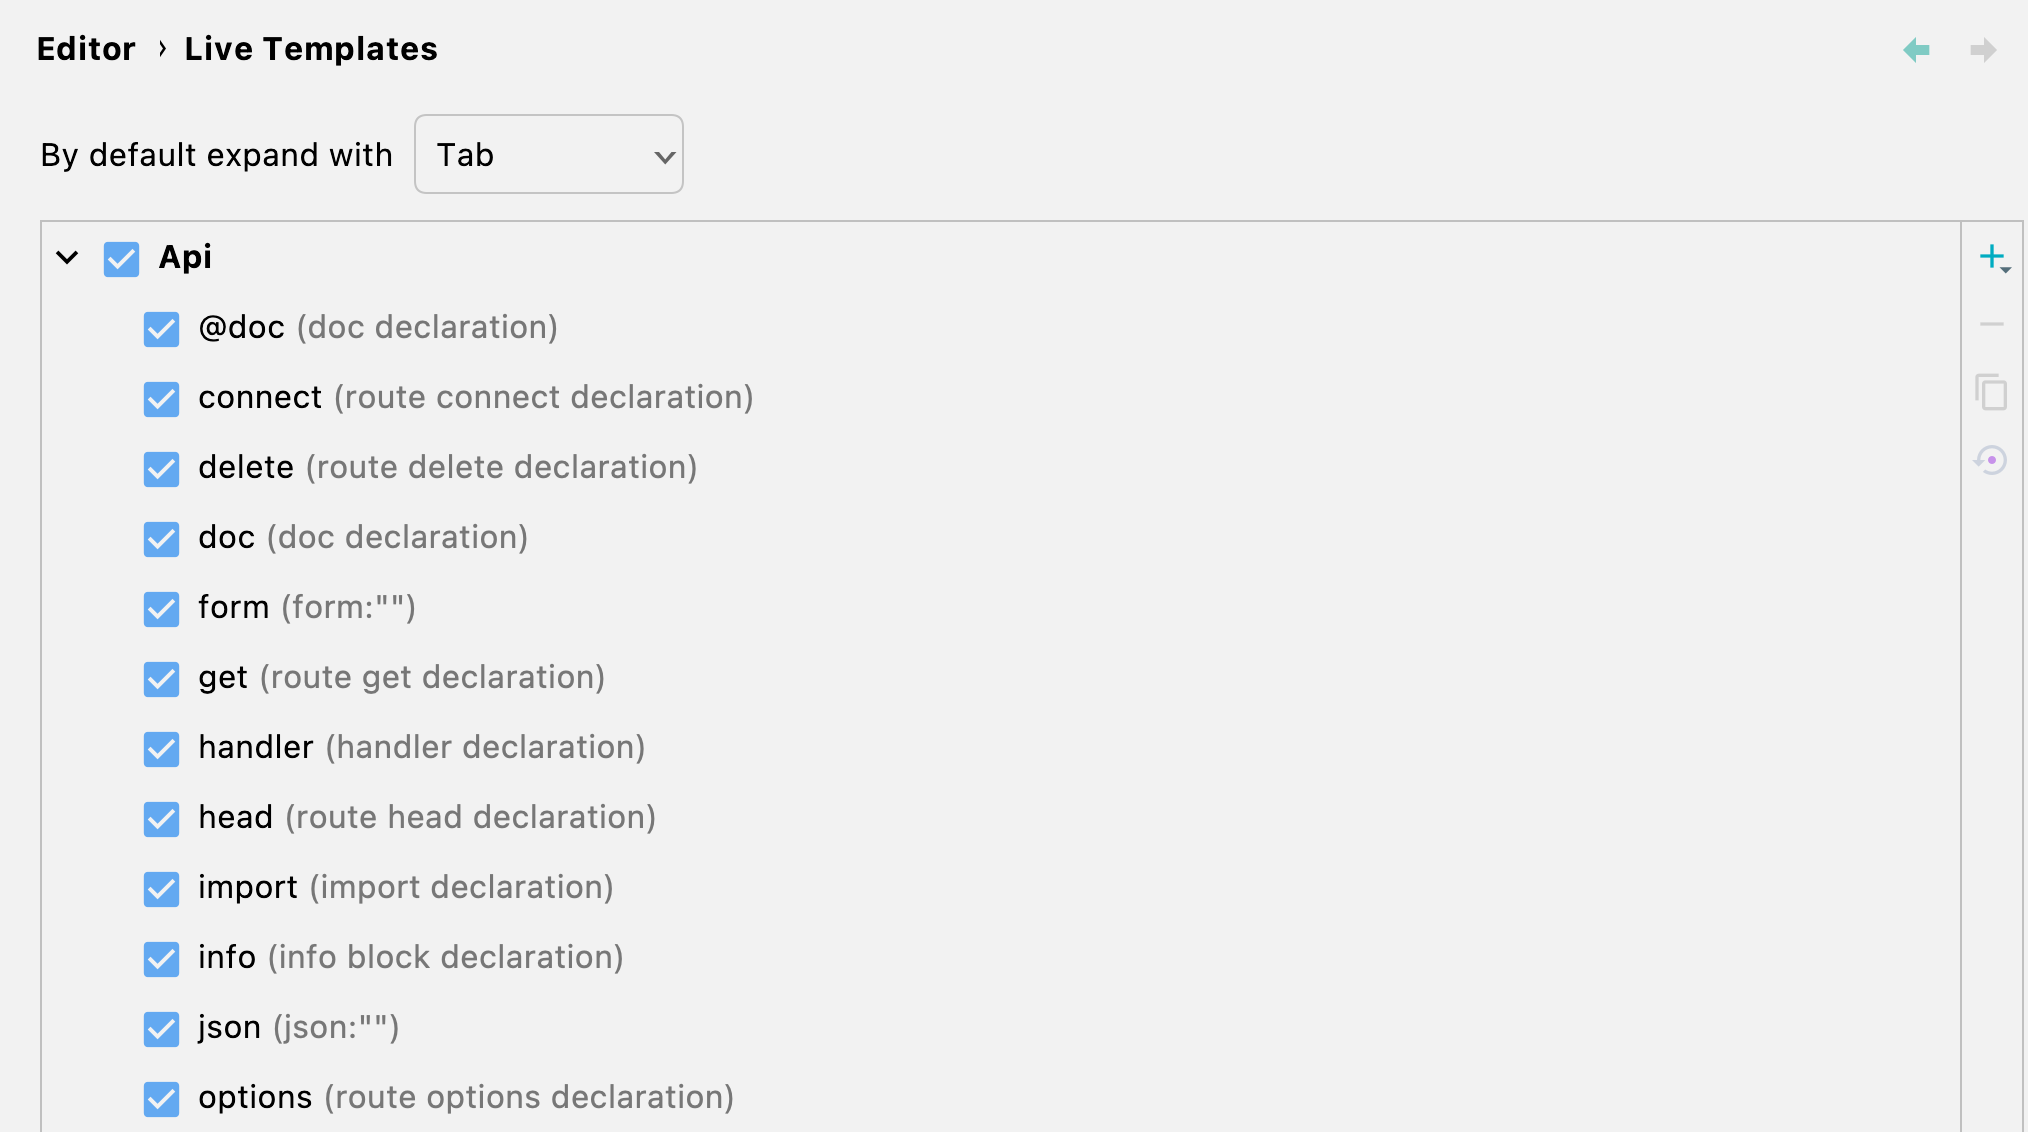 Editor › Live Templates
By default expand with Tab
Api
@doc (doc declaration)
connect (route connect declaration)
delete (route delete declaration)
doc (doc declaration)
form (form:"")
get (route get declaration)
handler (handler declaration)
head (route head declaration)
import (import declaration)
info (info block declaration)
json (json:"")
options (route options declaration)